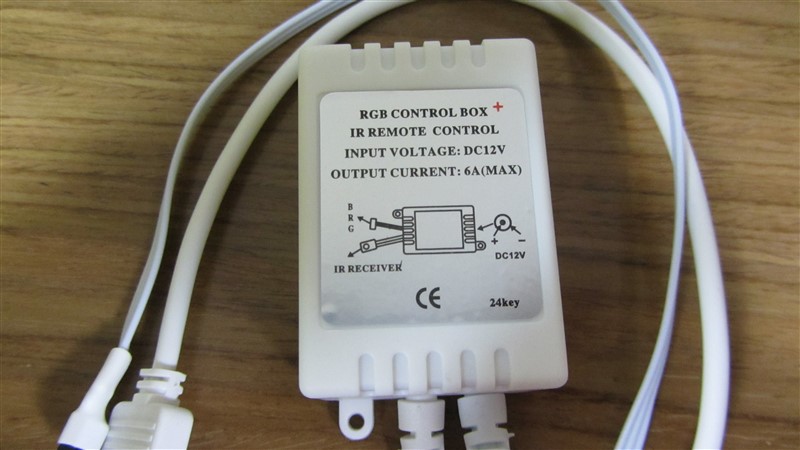 RGB CONTROL BOX +
IR REMOTE CONTROL
INPUT VOLTAGE: DC12V
OUTPUT CURRENT: 6A(MAX)
B
R
G
+ −
DC12V
IR RECEIVER
CE
24key